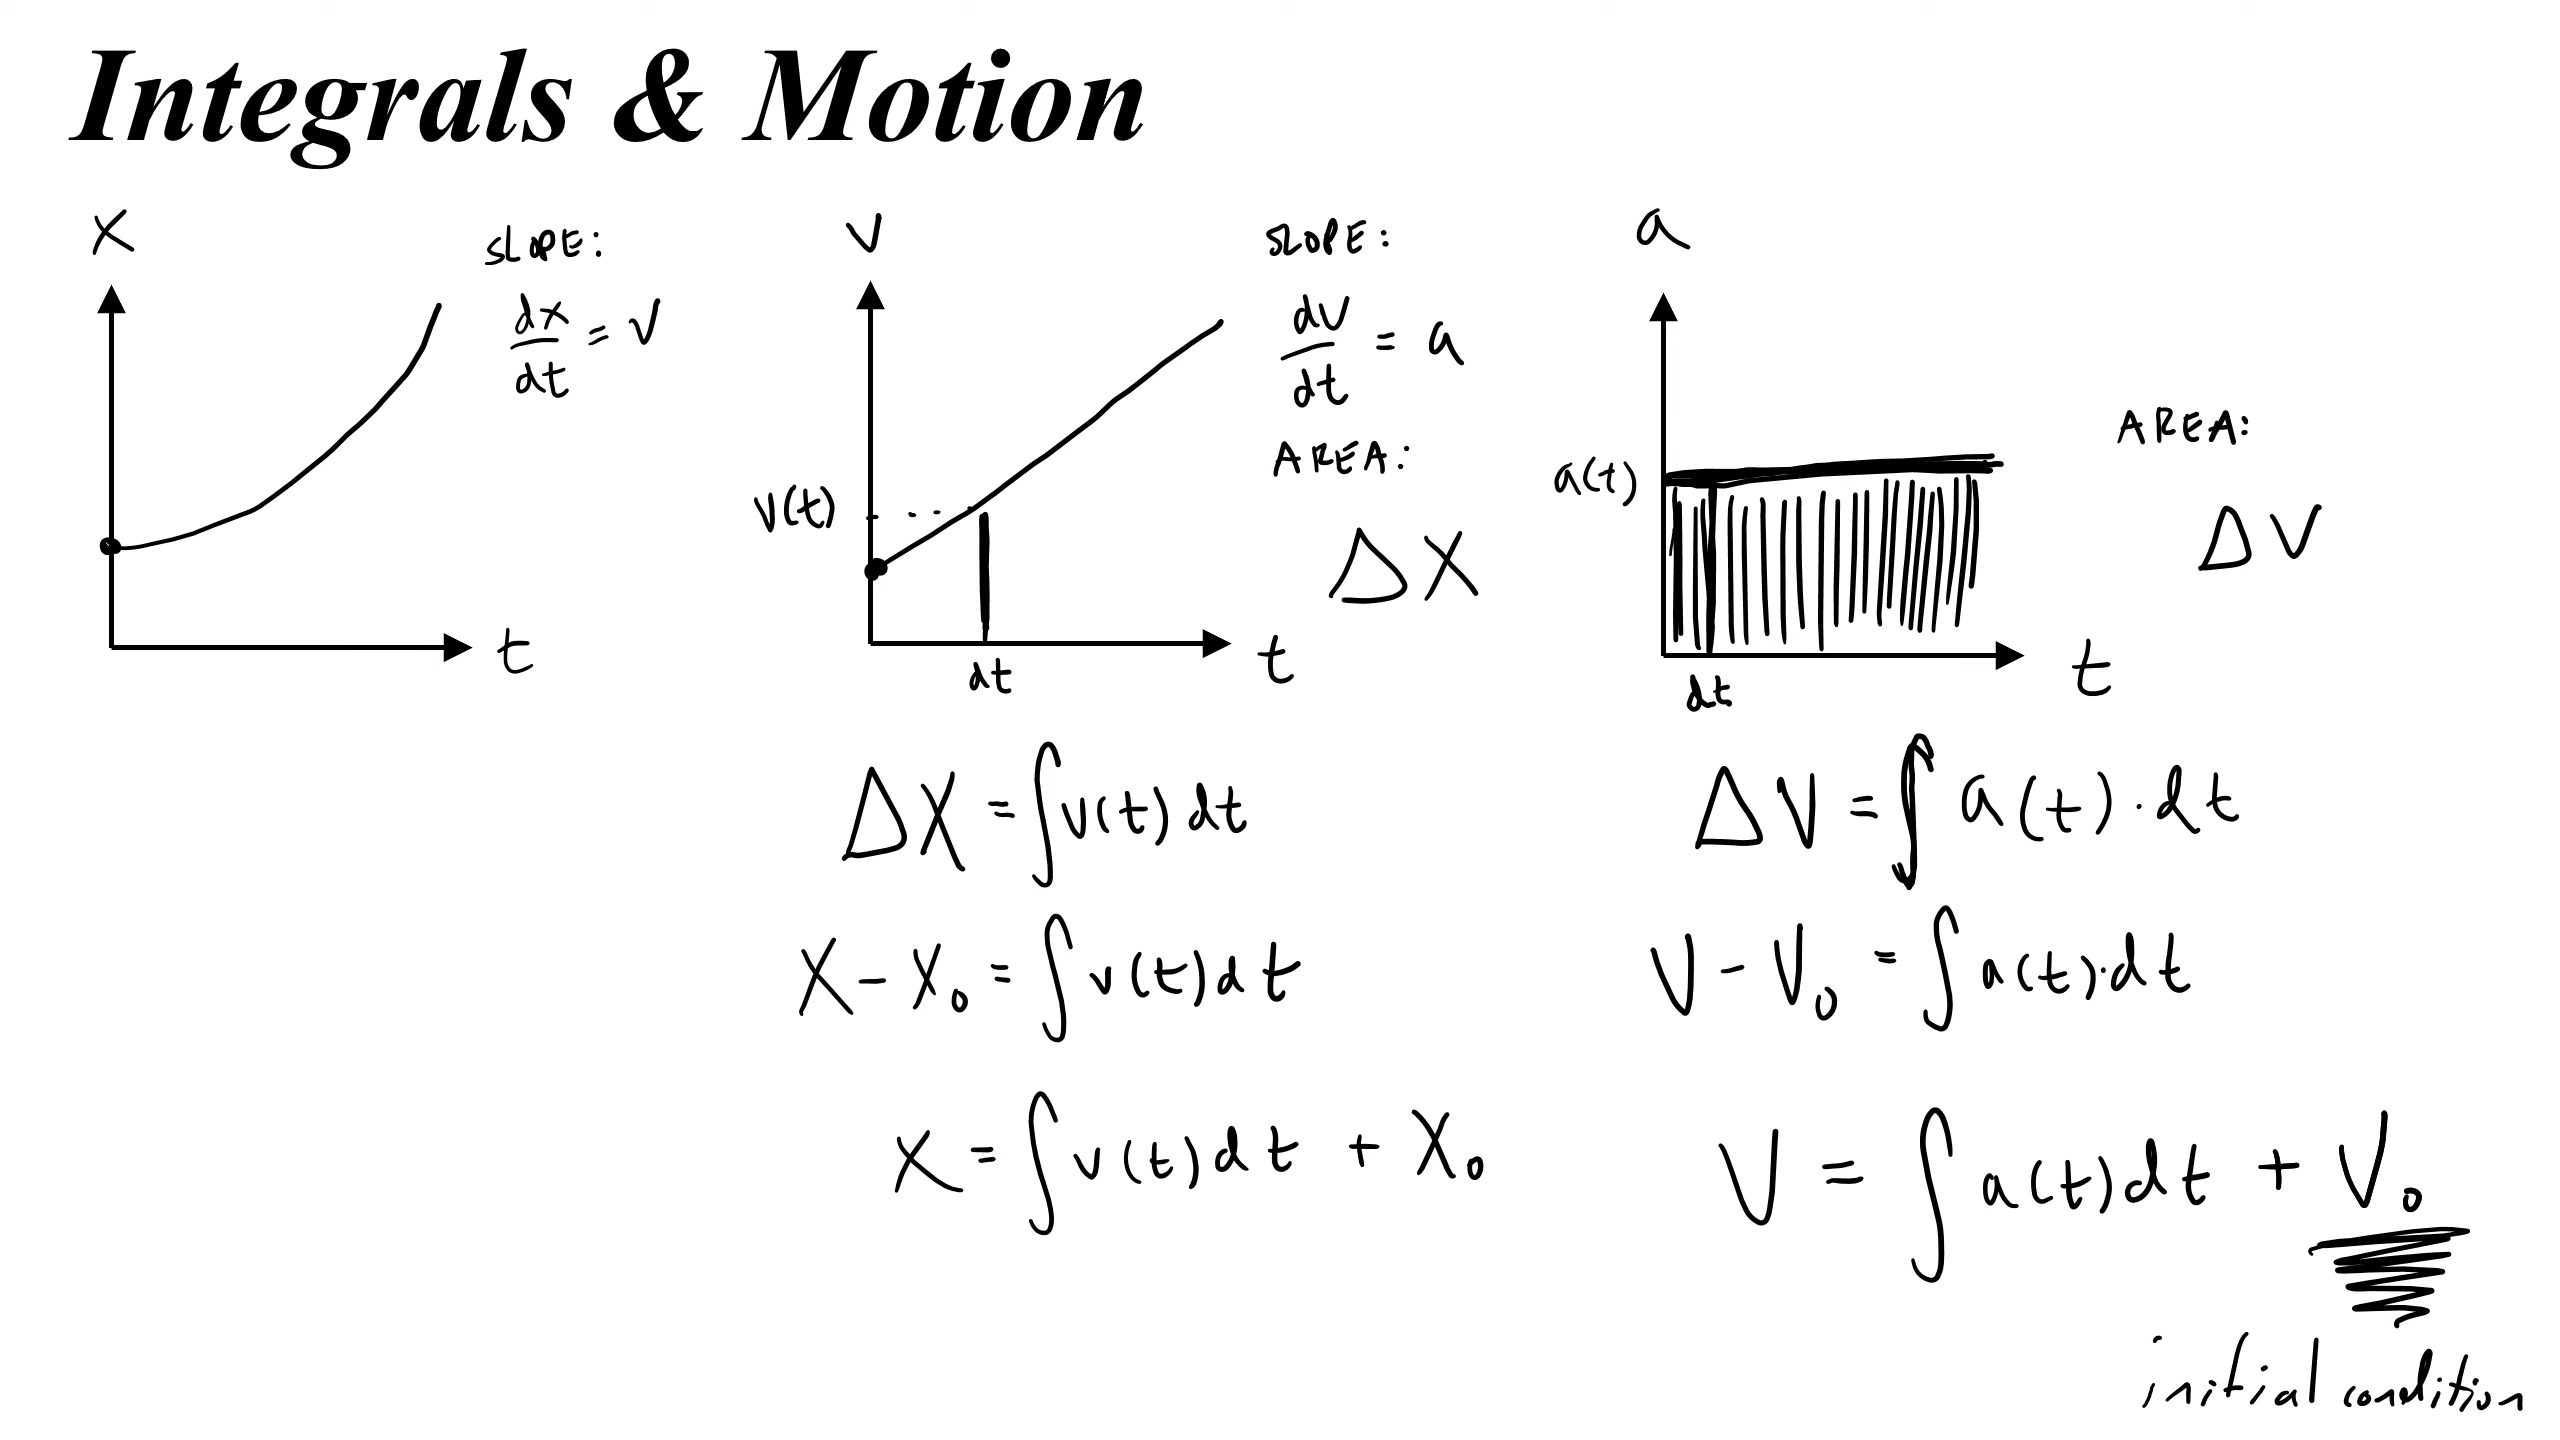 Integrals & Motion
x
SLOPE:
dx/dt = v
t
v
SLOPE:
dv/dt = a
AREA:
v(t)
Δx
dt
t
a
AREA:
a(t)
Δv
dt
t
Δx = ∫v(t) dt
x - x₀ = ∫v(t) dt
x = ∫v(t) dt + x₀
Δv = ∫a(t) · dt
v - v₀ = ∫a(t) · dt
v = ∫a(t) dt + v₀
initial condition